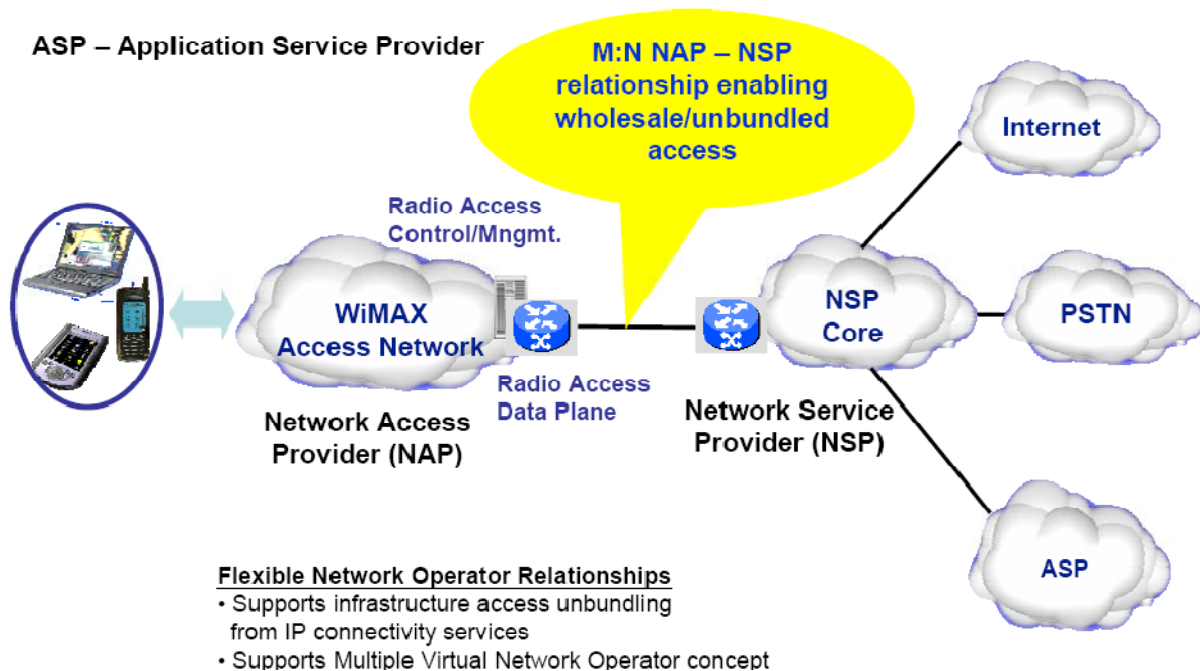 ASP – Application Service Provider
M:N NAP – NSP
relationship enabling
wholesale/unbundled
access
Internet
Radio Access
Control/Mngmt.
WiMAX
Access Network
NSP
Core
PSTN
Radio Access
Data Plane
Network Access
Provider (NAP)
Network Service
Provider (NSP)
ASP
Flexible Network Operator Relationships
• Supports infrastructure access unbundling
from IP connectivity services
• Supports Multiple Virtual Network Operator concept